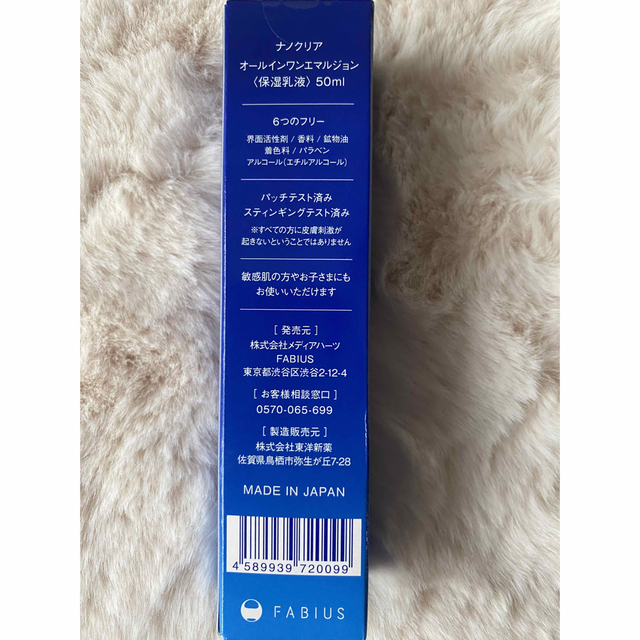 ナノクリア
オールインワンエマルジョン
〈保湿乳液〉50ml
6つのフリー
界面活性剤 / 香料 / 鉱物油
着色料 / パラベン
アルコール(エチルアルコール)
パッチテスト済み
スティンギングテスト済み
※すべての方に皮膚刺激が
起きないということではありません
敏感肌の方やお子さまにも
お使いいただけます
[ 発売元 ]
株式会社メディアハーツ
FABIUS
東京都渋谷区渋谷2-12-4
[ お客様相談窓口 ]
0570-065-699
[ 製造販売元 ]
株式会社東洋新薬
佐賀県鳥栖市弥生が丘7-28
MADE IN JAPAN
4 589939 720099
FABIUS